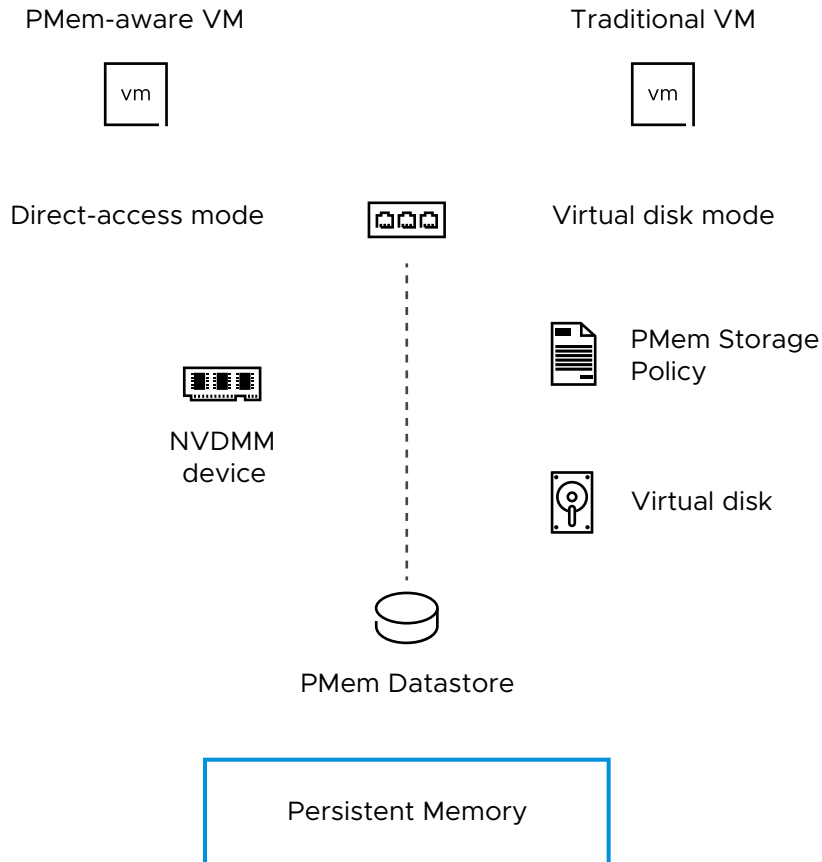 PMem-aware VM
Traditional VM
vm
vm
Direct-access mode
Virtual disk mode
PMem Storage
Policy
NVDMM
device
Virtual disk
PMem Datastore
Persistent Memory